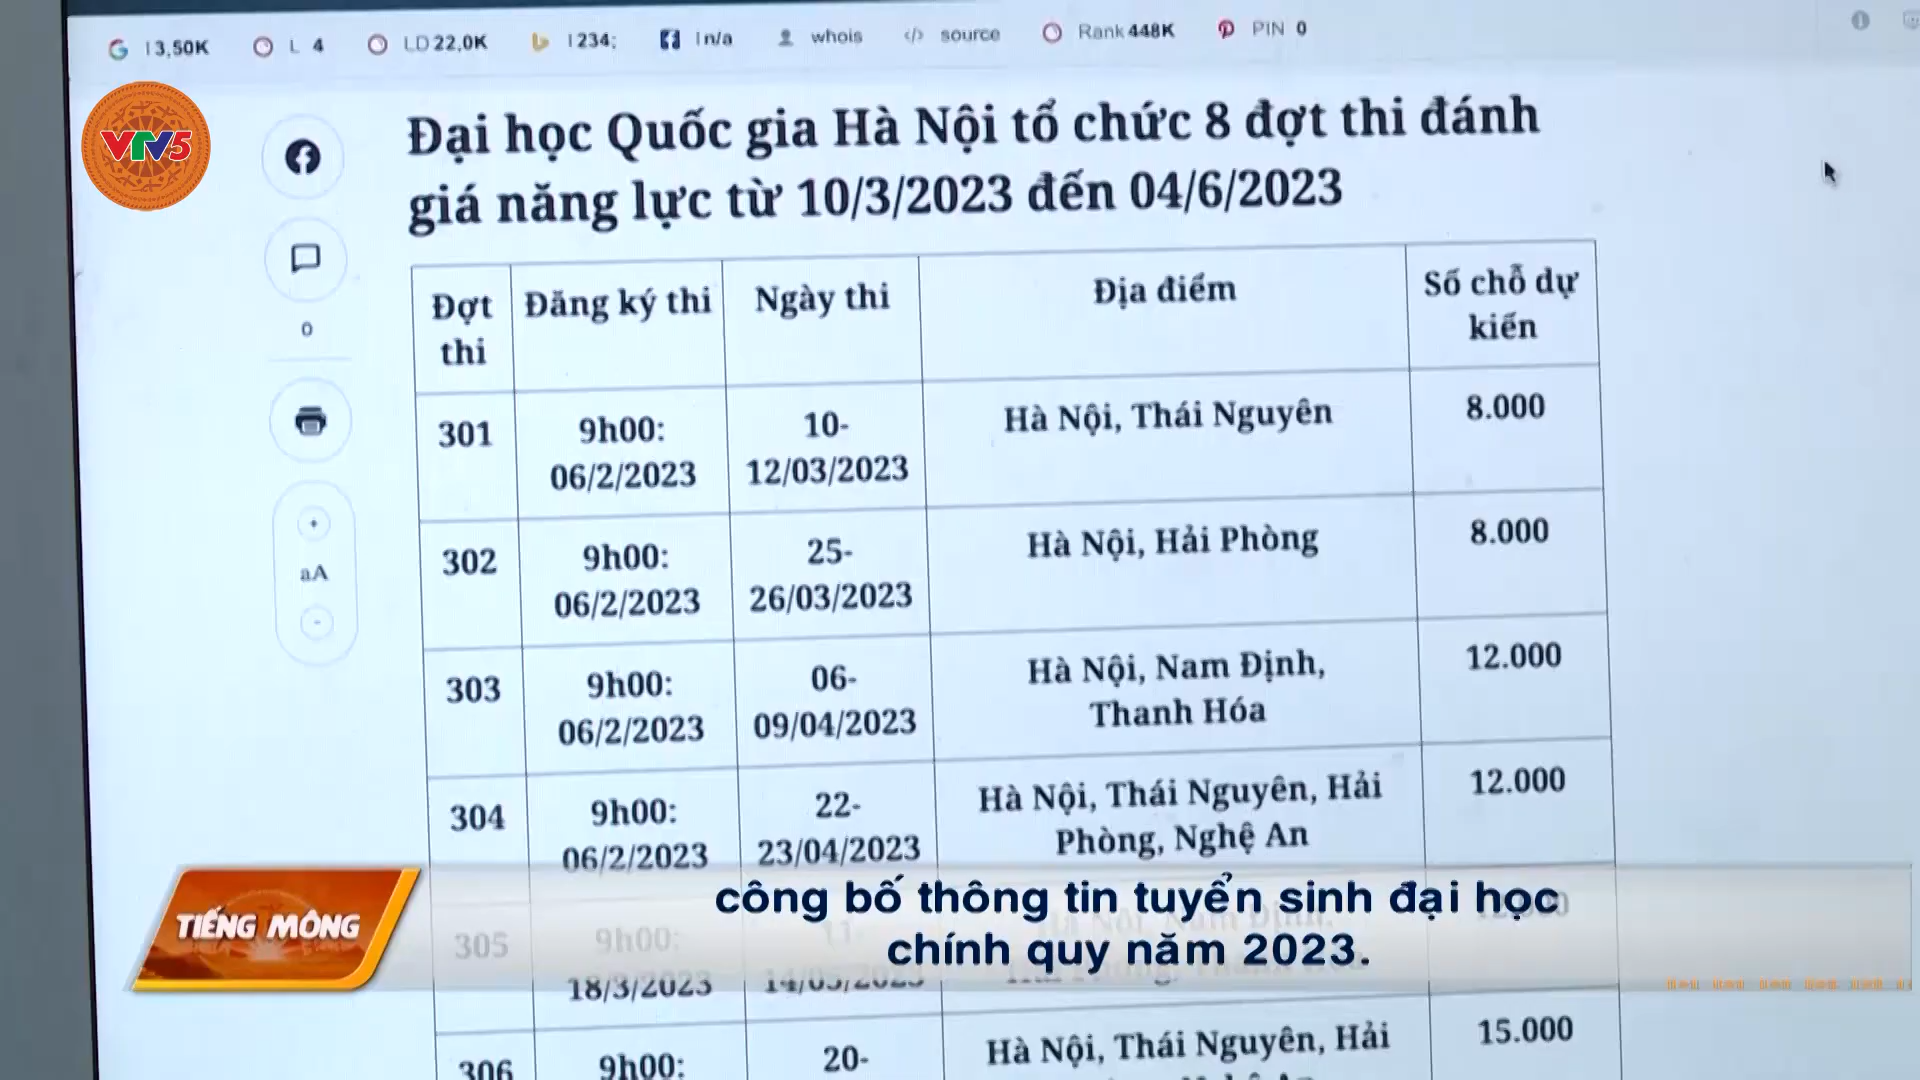 I 3,50K L 4 LD 22,0K I 234; I n/a whois </> source Rank 448K PIN 0
VTV5
Đại học Quốc gia Hà Nội tổ chức 8 đợt thi đánh
giá năng lực từ 10/3/2023 đến 04/6/2023
0
aA
Đợt thi Đăng ký thi Ngày thi Địa điểm Số chỗ dự kiến
301 9h00: 06/2/2023 10-12/03/2023 Hà Nội, Thái Nguyên 8.000
302 9h00: 06/2/2023 25-26/03/2023 Hà Nội, Hải Phòng 8.000
303 9h00: 06/2/2023 06-09/04/2023 Hà Nội, Nam Định, Thanh Hóa 12.000
304 9h00: 06/2/2023 22-23/04/2023 Hà Nội, Thái Nguyên, Hải Phòng, Nghệ An 12.000
305 9h00: 18/3/2023
306 9h00: 20- Hà Nội, Thái Nguyên, Hải 15.000
TIẾNG MÔNG
công bố thông tin tuyển sinh đại học
chính quy năm 2023.